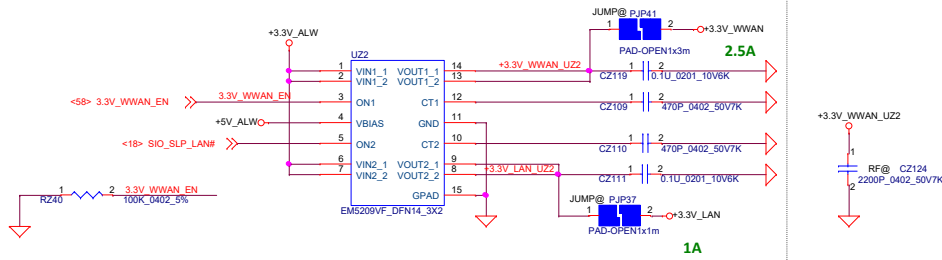 JUMP@ PJP41
1 2 +3.3V_WWAN
PAD-OPEN1x3m
2.5A
+3.3V_ALW
UZ2
+3.3V_WWAN_UZ2
1 VIN1_1 VOUT1_1 14
2 VIN1_2 VOUT1_2 13
CZ119 1 2 0.1U_0201_10V6K
<58> 3.3V_WWAN_EN 3.3V_WWAN_EN 3 ON1 CT1 12
CZ109 1 2 470P_0402_50V7K
+5V_ALW 4 VBIAS GND 11
<18> SIO_SLP_LAN# 5 ON2 CT2 10
CZ110 1 2 470P_0402_50V7K
6 VIN2_1 VOUT2_1 9
7 VIN2_2 VOUT2_2 8
+3.3V_LAN_UZ2
CZ111 1 2 0.1U_0201_10V6K
GPAD 15
EM5209VF_DFN14_3X2
RZ40 1 2 3.3V_WWAN_EN
100K_0402_5%
JUMP@ PJP37
1 2 +3.3V_LAN
PAD-OPEN1x1m
1A
+3.3V_WWAN_UZ2
1
RF@ CZ124
2200P_0402_50V7K
2